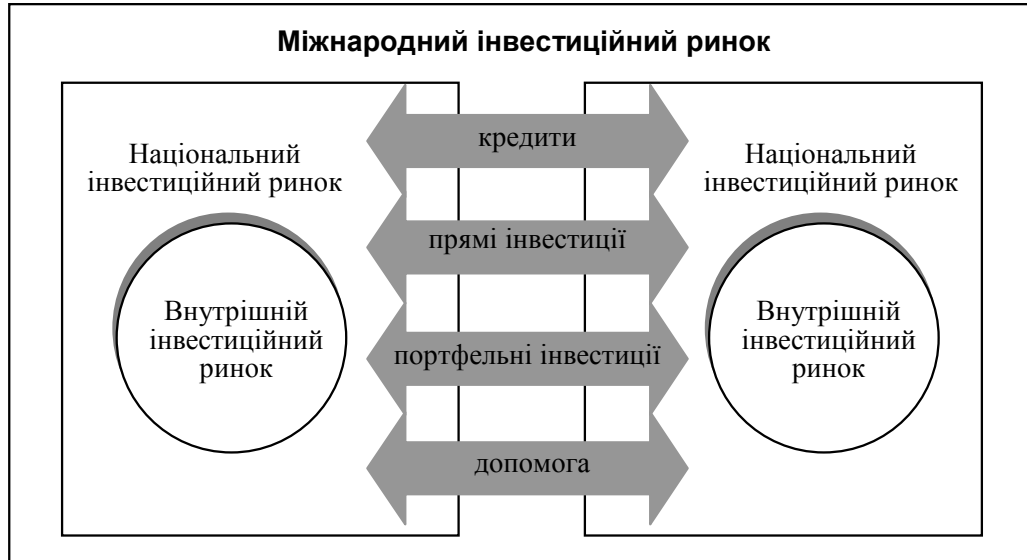 Міжнародний інвестиційний ринок
Національний
інвестиційний ринок
Внутрішній
інвестиційний
ринок
кредити
прямі інвестиції
портфельні інвестиції
допомога
Національний
інвестиційний ринок
Внутрішній
інвестиційний
ринок